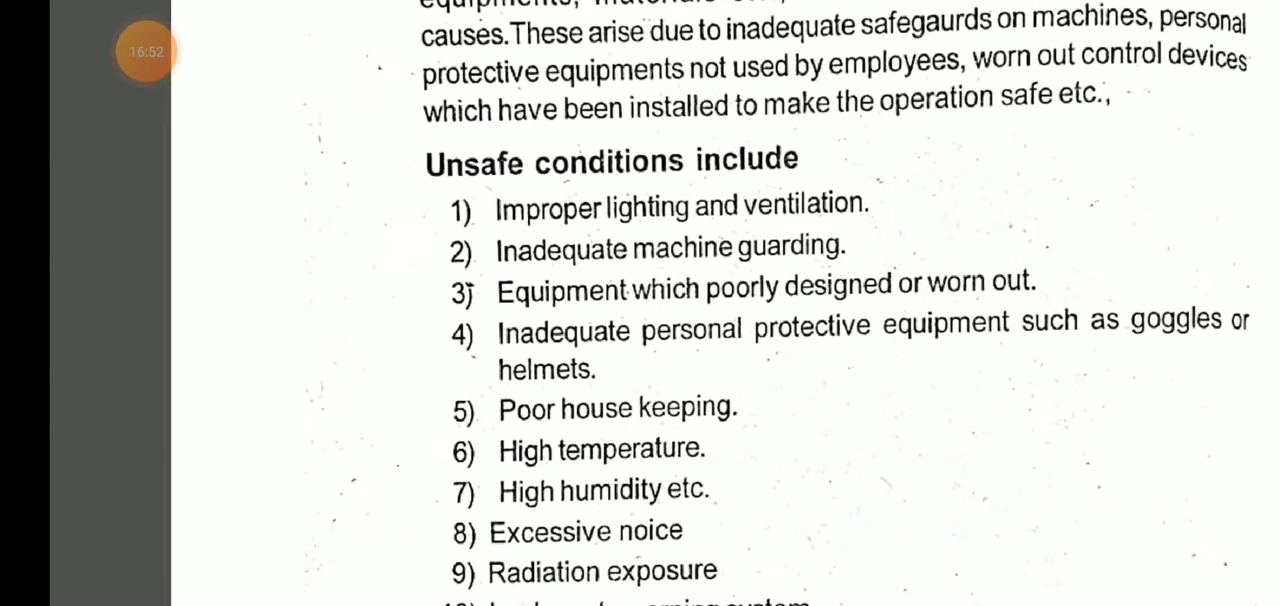 causes.These arise due to inadequate safegaurds on machines, personal
protective equipments not used by employees, worn out control devices
which have been installed to make the operation safe etc.,
Unsafe conditions include
1) Improper lighting and ventilation.
2) Inadequate machine guarding.
3) Equipment which poorly designed or worn out.
4) Inadequate personal protective equipment such as goggles or
helmets.
5) Poor house keeping.
6) High temperature.
7) High humidity etc.
8) Excessive noice
9) Radiation exposure
16:52